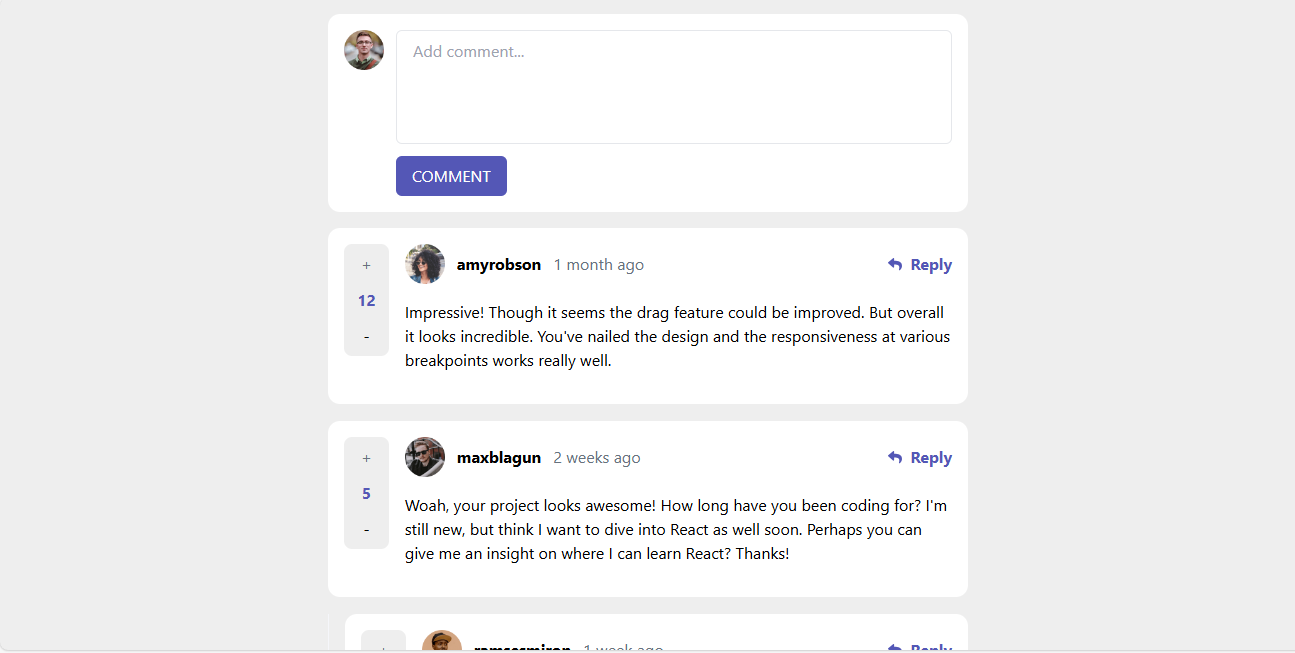 Add comment...
COMMENT
+
12
-
amyrobson 1 month ago
Reply
Impressive! Though it seems the drag feature could be improved. But overall
it looks incredible. You've nailed the design and the responsiveness at various
breakpoints works really well.
+
5
-
maxblagun 2 weeks ago
Reply
Woah, your project looks awesome! How long have you been coding for? I'm
still new, but think I want to dive into React as well soon. Perhaps you can
give me an insight on where I can learn React? Thanks!
+
ramsesmiron 1 week ago
Reply